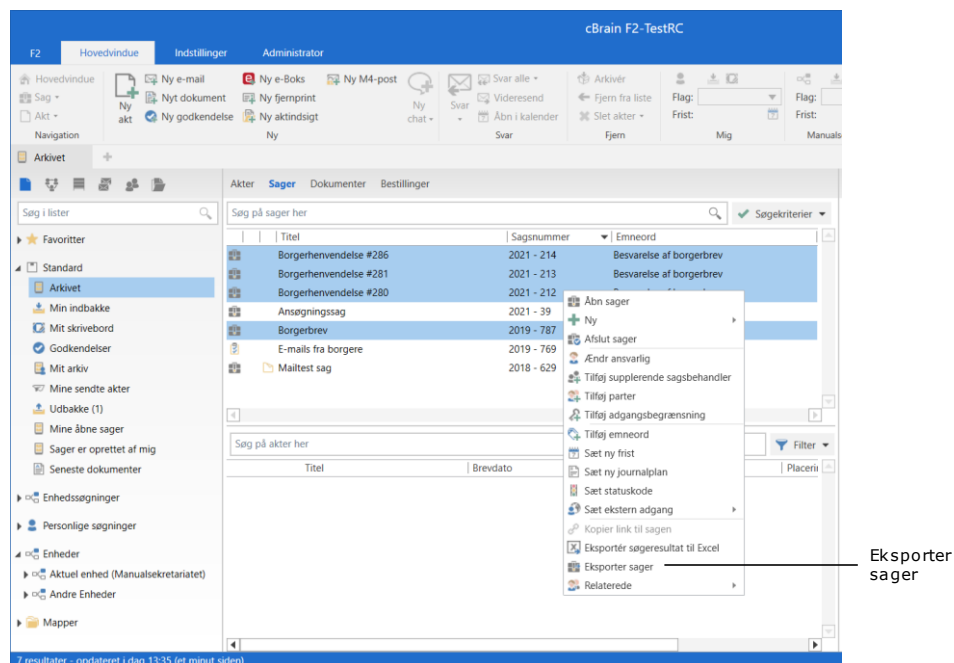 cBrain F2-TestRC
F2 Hovedvindue Indstillinger Administrator
Hovedvindue
Sag
Akt
Navigation
Ny akt
Ny e-mail
Nyt dokument
Ny godkendelse
Ny e-Boks
Ny fjernprint
Ny aktindsigt
Ny M4-post
Ny
Ny chat
Svar
Svar alle
Videresend
Åbn i kalender
Svar
Arkivér
Fjern fra liste
Slet akter
Fjern
Flag:
Frist:
Mig
Flag:
Frist:
Manuals
Arkivet
Akter Sager Dokumenter Bestillinger
Søg i lister
Søg på sager her
Søgekriterier
Favoritter
Standard
Arkivet
Min indbakke
Mit skrivebord
Godkendelser
Mit arkiv
Mine sendte akter
Udbakke (1)
Mine åbne sager
Sager er oprettet af mig
Seneste dokumenter
Enhedssøgninger
Personlige søgninger
Enheder
Aktuel enhed (Manualsekretariatet)
Andre Enheder
Mapper
Titel Sagsnummer Emneord
Borgerhenvendelse #286 2021 - 214 Besvarelse af borgerbrev
Borgerhenvendelse #281 2021 - 213 Besvarelse af borgerbrev
Borgerhenvendelse #280 2021 - 212
Ansøgningssag 2021 - 39
Borgerbrev 2019 - 787
E-mails fra borgere 2019 - 769
Mailtest sag 2018 - 629
Søg på akter her
Filter
Titel Brevdato Placerin
Åbn sager
Ny
Afslut sager
Ændr ansvarlig
Tilføj supplerende sagsbehandler
Tilføj parter
Tilføj adgangsbegrænsning
Tilføj emneord
Sæt ny frist
Sæt ny journalplan
Sæt statuskode
Sæt ekstern adgang
Kopier link til sagen
Eksportér søgeresultat til Excel
Eksporter sager
Relaterede
Eksporter
sager
7 resultater - opdateret i dag 13:35 (et minut siden)